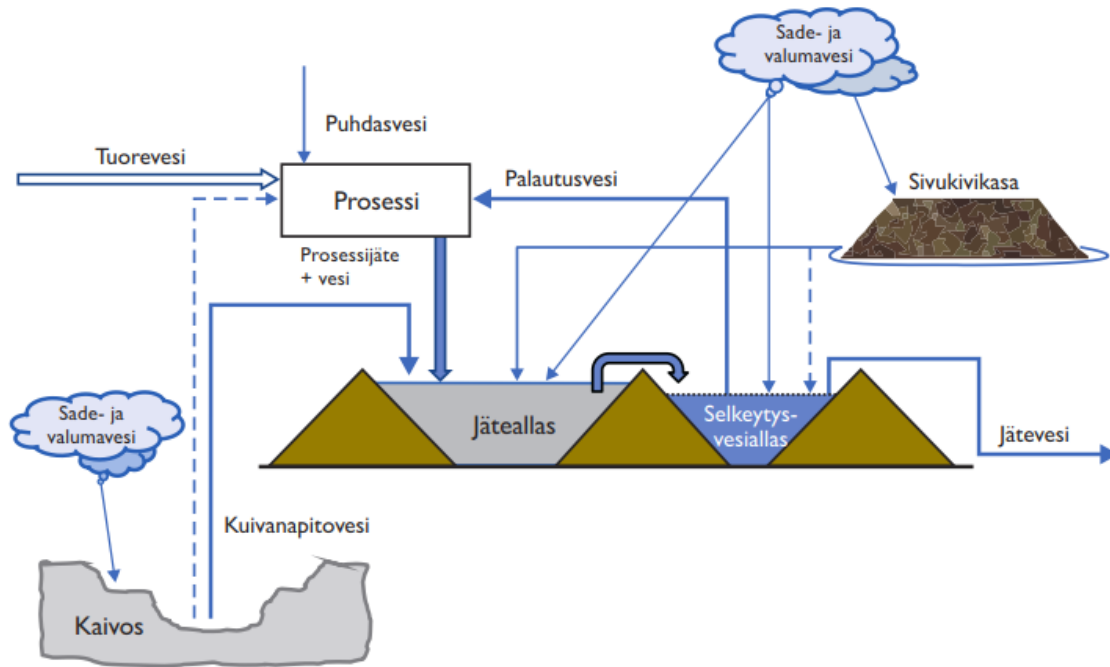 Sade- ja
valumavesi
Puhdasvesi
Tuorevesi
Palautusvesi
Prosessi
Sivukivikasa
Prosessijäte
+ vesi
Sade- ja
valumavesi
Jäteallas
Selkeytys-
vesiallas
Jätevesi
Kuivanapitovesi
Kaivos